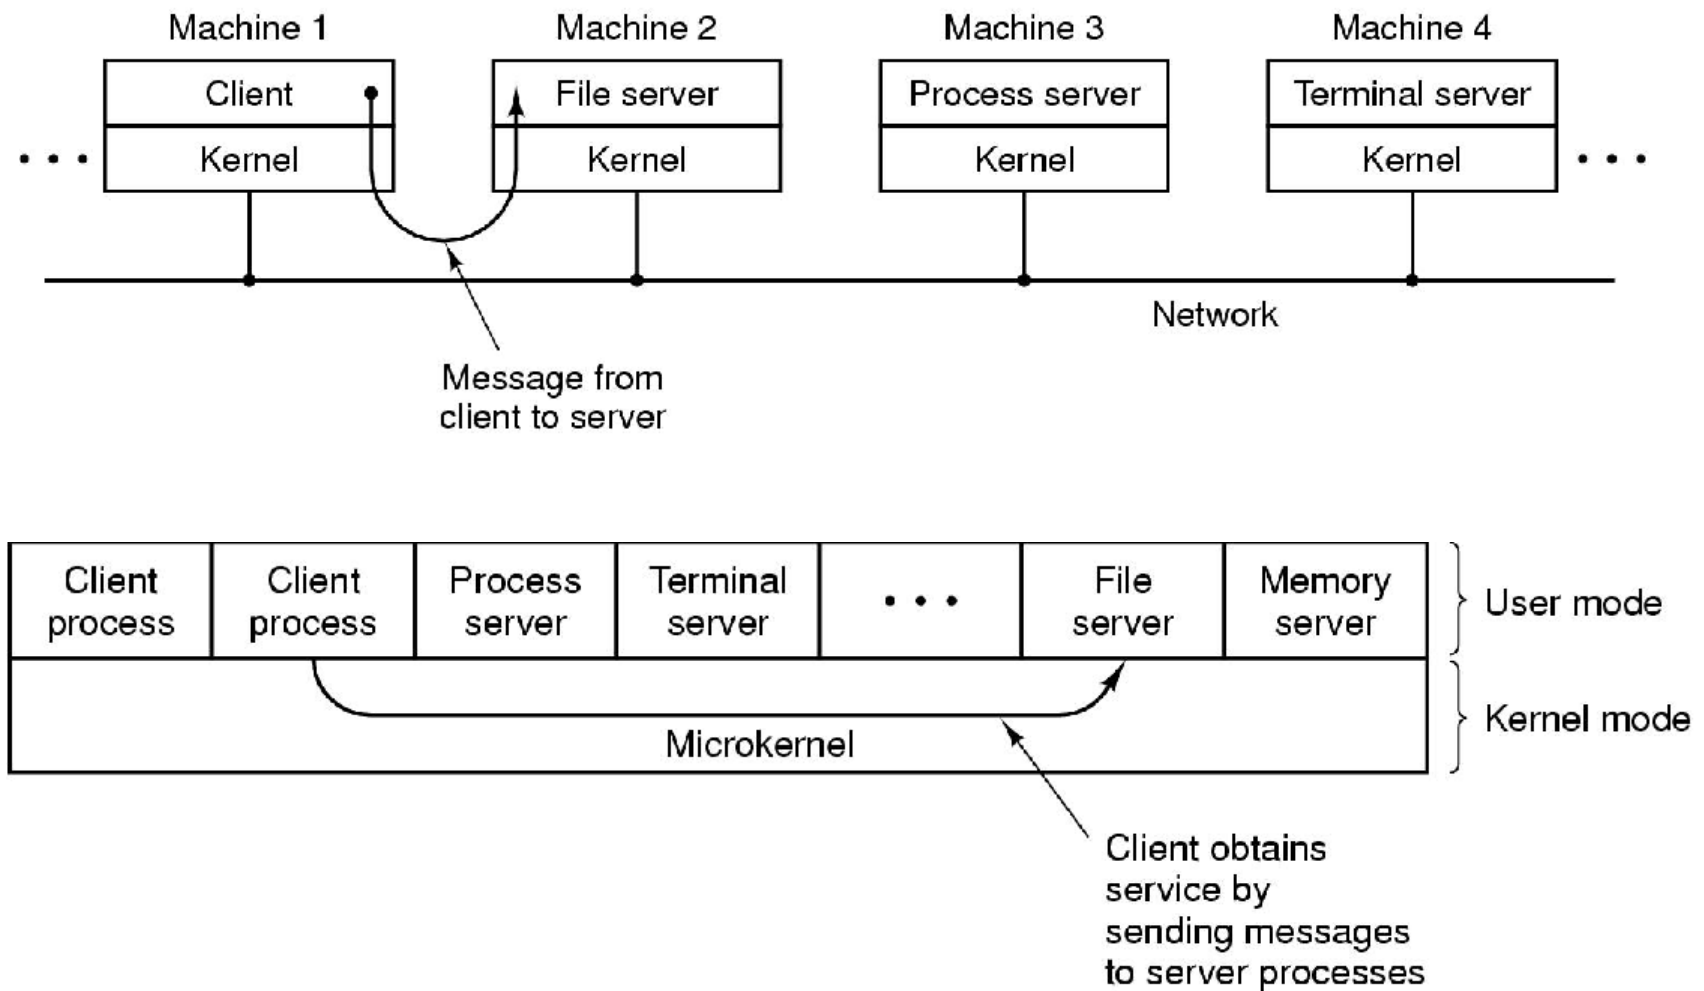 Machine 1
Machine 2
Machine 3
Machine 4
Client
File server
Process server
Terminal server
• • •
Kernel
Kernel
Kernel
Kernel
• • •
Network
Message from
client to server
Client
process
Client
process
Process
server
Terminal
server
• • •
File
server
Memory
server
User mode
Microkernel
Kernel mode
Client obtains
service by
sending messages
to server processes